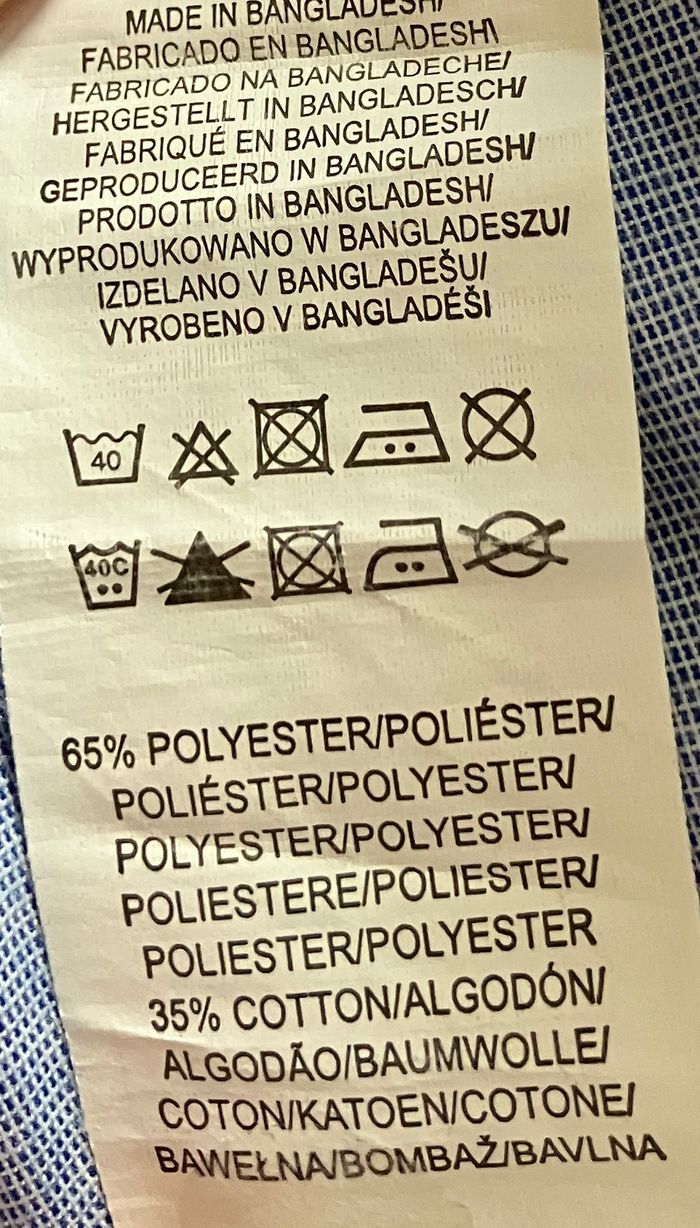 MADE IN BANGLADESH/
FABRICADO EN BANGLADESH\
FABRICADO NA BANGLADECHE/
HERGESTELLT IN BANGLADESCH/
FABRIQUÉ EN BANGLADESH/
GEPRODUCEERD IN BANGLADESH/
PRODOTTO IN BANGLADESH/
WYPRODUKOWANO W BANGLADESZU/
IZDELANO V BANGLADEŠU/
VYROBENO V BANGLADÉŠI
40
40C
65% POLYESTER/POLIÉSTER/
POLIÉSTER/POLYESTER/
POLYESTER/POLYESTER/
POLIESTERE/POLIESTER/
POLIESTER/POLYESTER
35% COTTON/ALGODÓN/
ALGODÃO/BAUMWOLLE/
COTON/KATOEN/COTONE/
BAWEŁNA/BOMBAŽ/BAVLNA